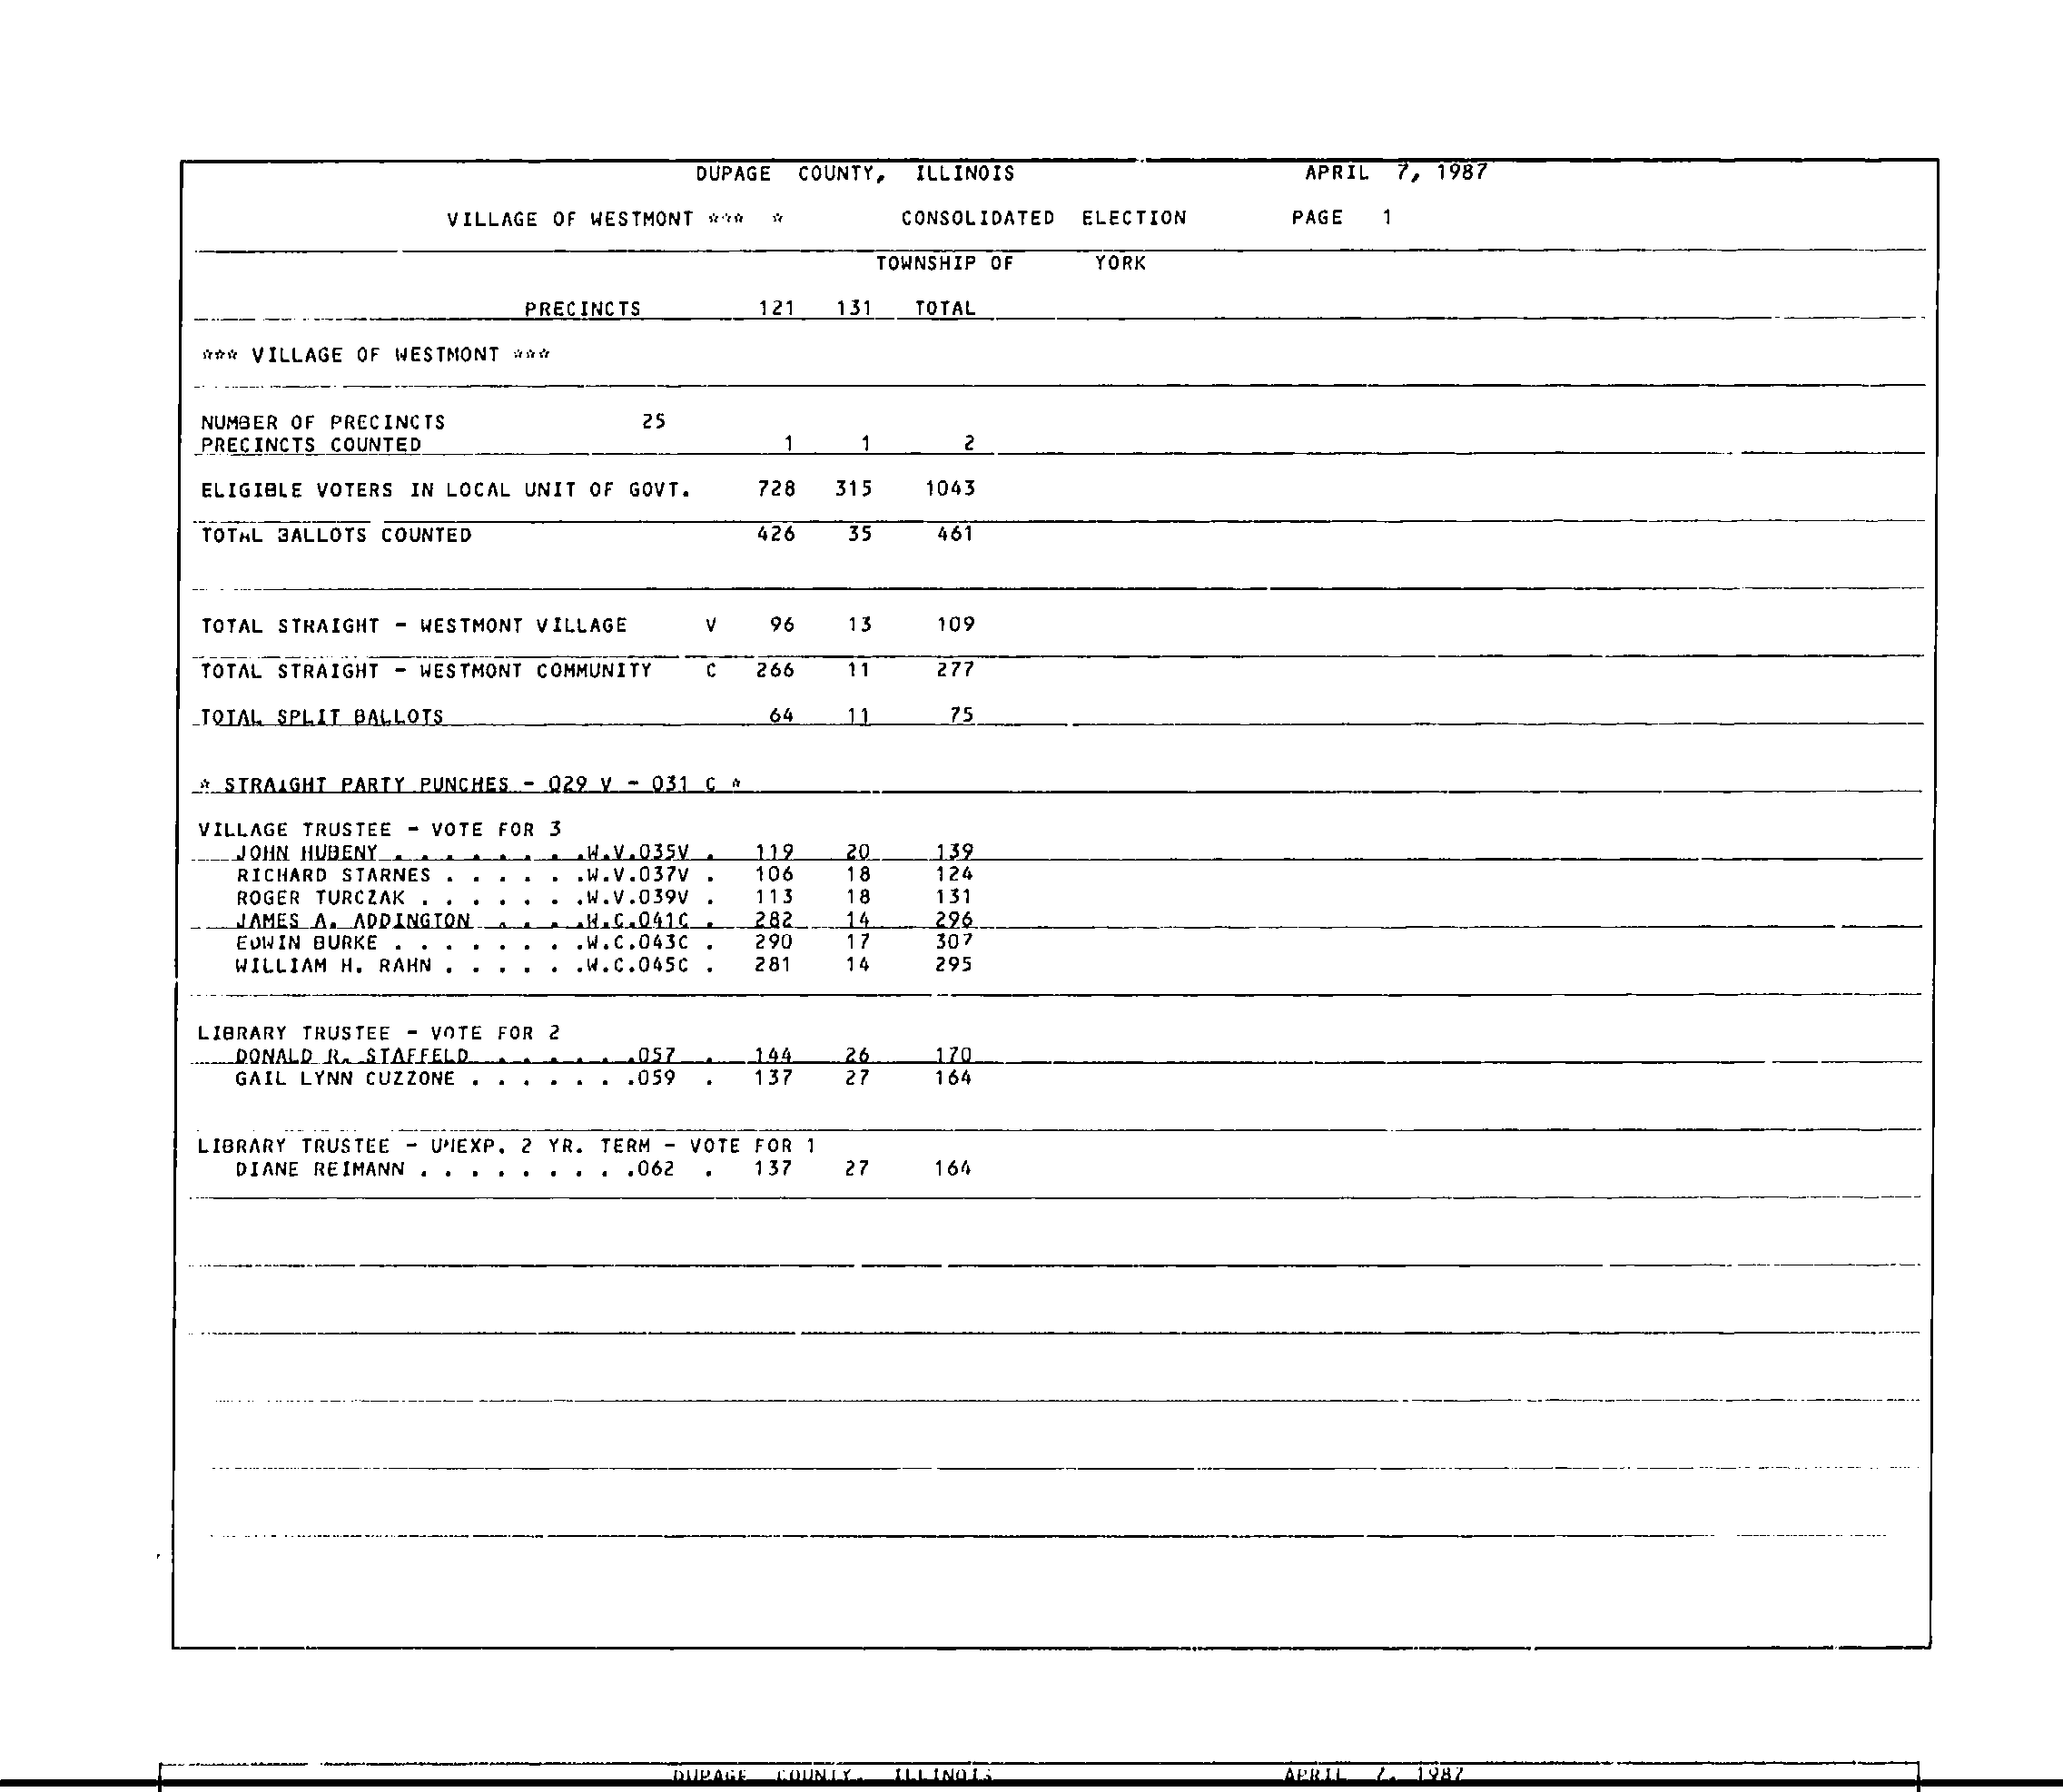 DUPAGE COUNTY, ILLINOIS APRIL 7, 1987
VILLAGE OF WESTMONT *** * CONSOLIDATED ELECTION PAGE 1
TOWNSHIP OF YORK
PRECINCTS 121 131 TOTAL
*** VILLAGE OF WESTMONT ***
NUMBER OF PRECINCTS 25
PRECINCTS COUNTED 1 1 2
ELIGIBLE VOTERS IN LOCAL UNIT OF GOVT. 728 315 1043
TOTAL BALLOTS COUNTED 426 35 461
TOTAL STRAIGHT - WESTMONT VILLAGE V 96 13 109
TOTAL STRAIGHT - WESTMONT COMMUNITY C 266 11 277
TOTAL SPLIT BALLOTS 64 11 75
* STRAIGHT PARTY PUNCHES - 029 V - 031 C *
VILLAGE TRUSTEE - VOTE FOR 3
JOHN HUBENY . . . . . . . .W.V.035V . 119 20 139
RICHARD STARNES . . . . . .W.V.037V . 106 18 124
ROGER TURCZAK . . . . . . .W.V.039V . 113 18 131
JAMES A. ADDINGTON . . . .W.C.041C . 282 14 296
EDWIN BURKE . . . . . . . .W.C.043C . 290 17 307
WILLIAM H. RAHN . . . . . .W.C.045C . 281 14 295
LIBRARY TRUSTEE - VOTE FOR 2
DONALD R. STAFFELD . . . . . .057 . 144 26 170
GAIL LYNN CUZZONE . . . . . . .059 . 137 27 164
LIBRARY TRUSTEE - UNEXP. 2 YR. TERM - VOTE FOR 1
DIANE REIMANN . . . . . . . . .062 . 137 27 164
DUPAGE COUNTY, ILLINOIS APRIL 7, 1987